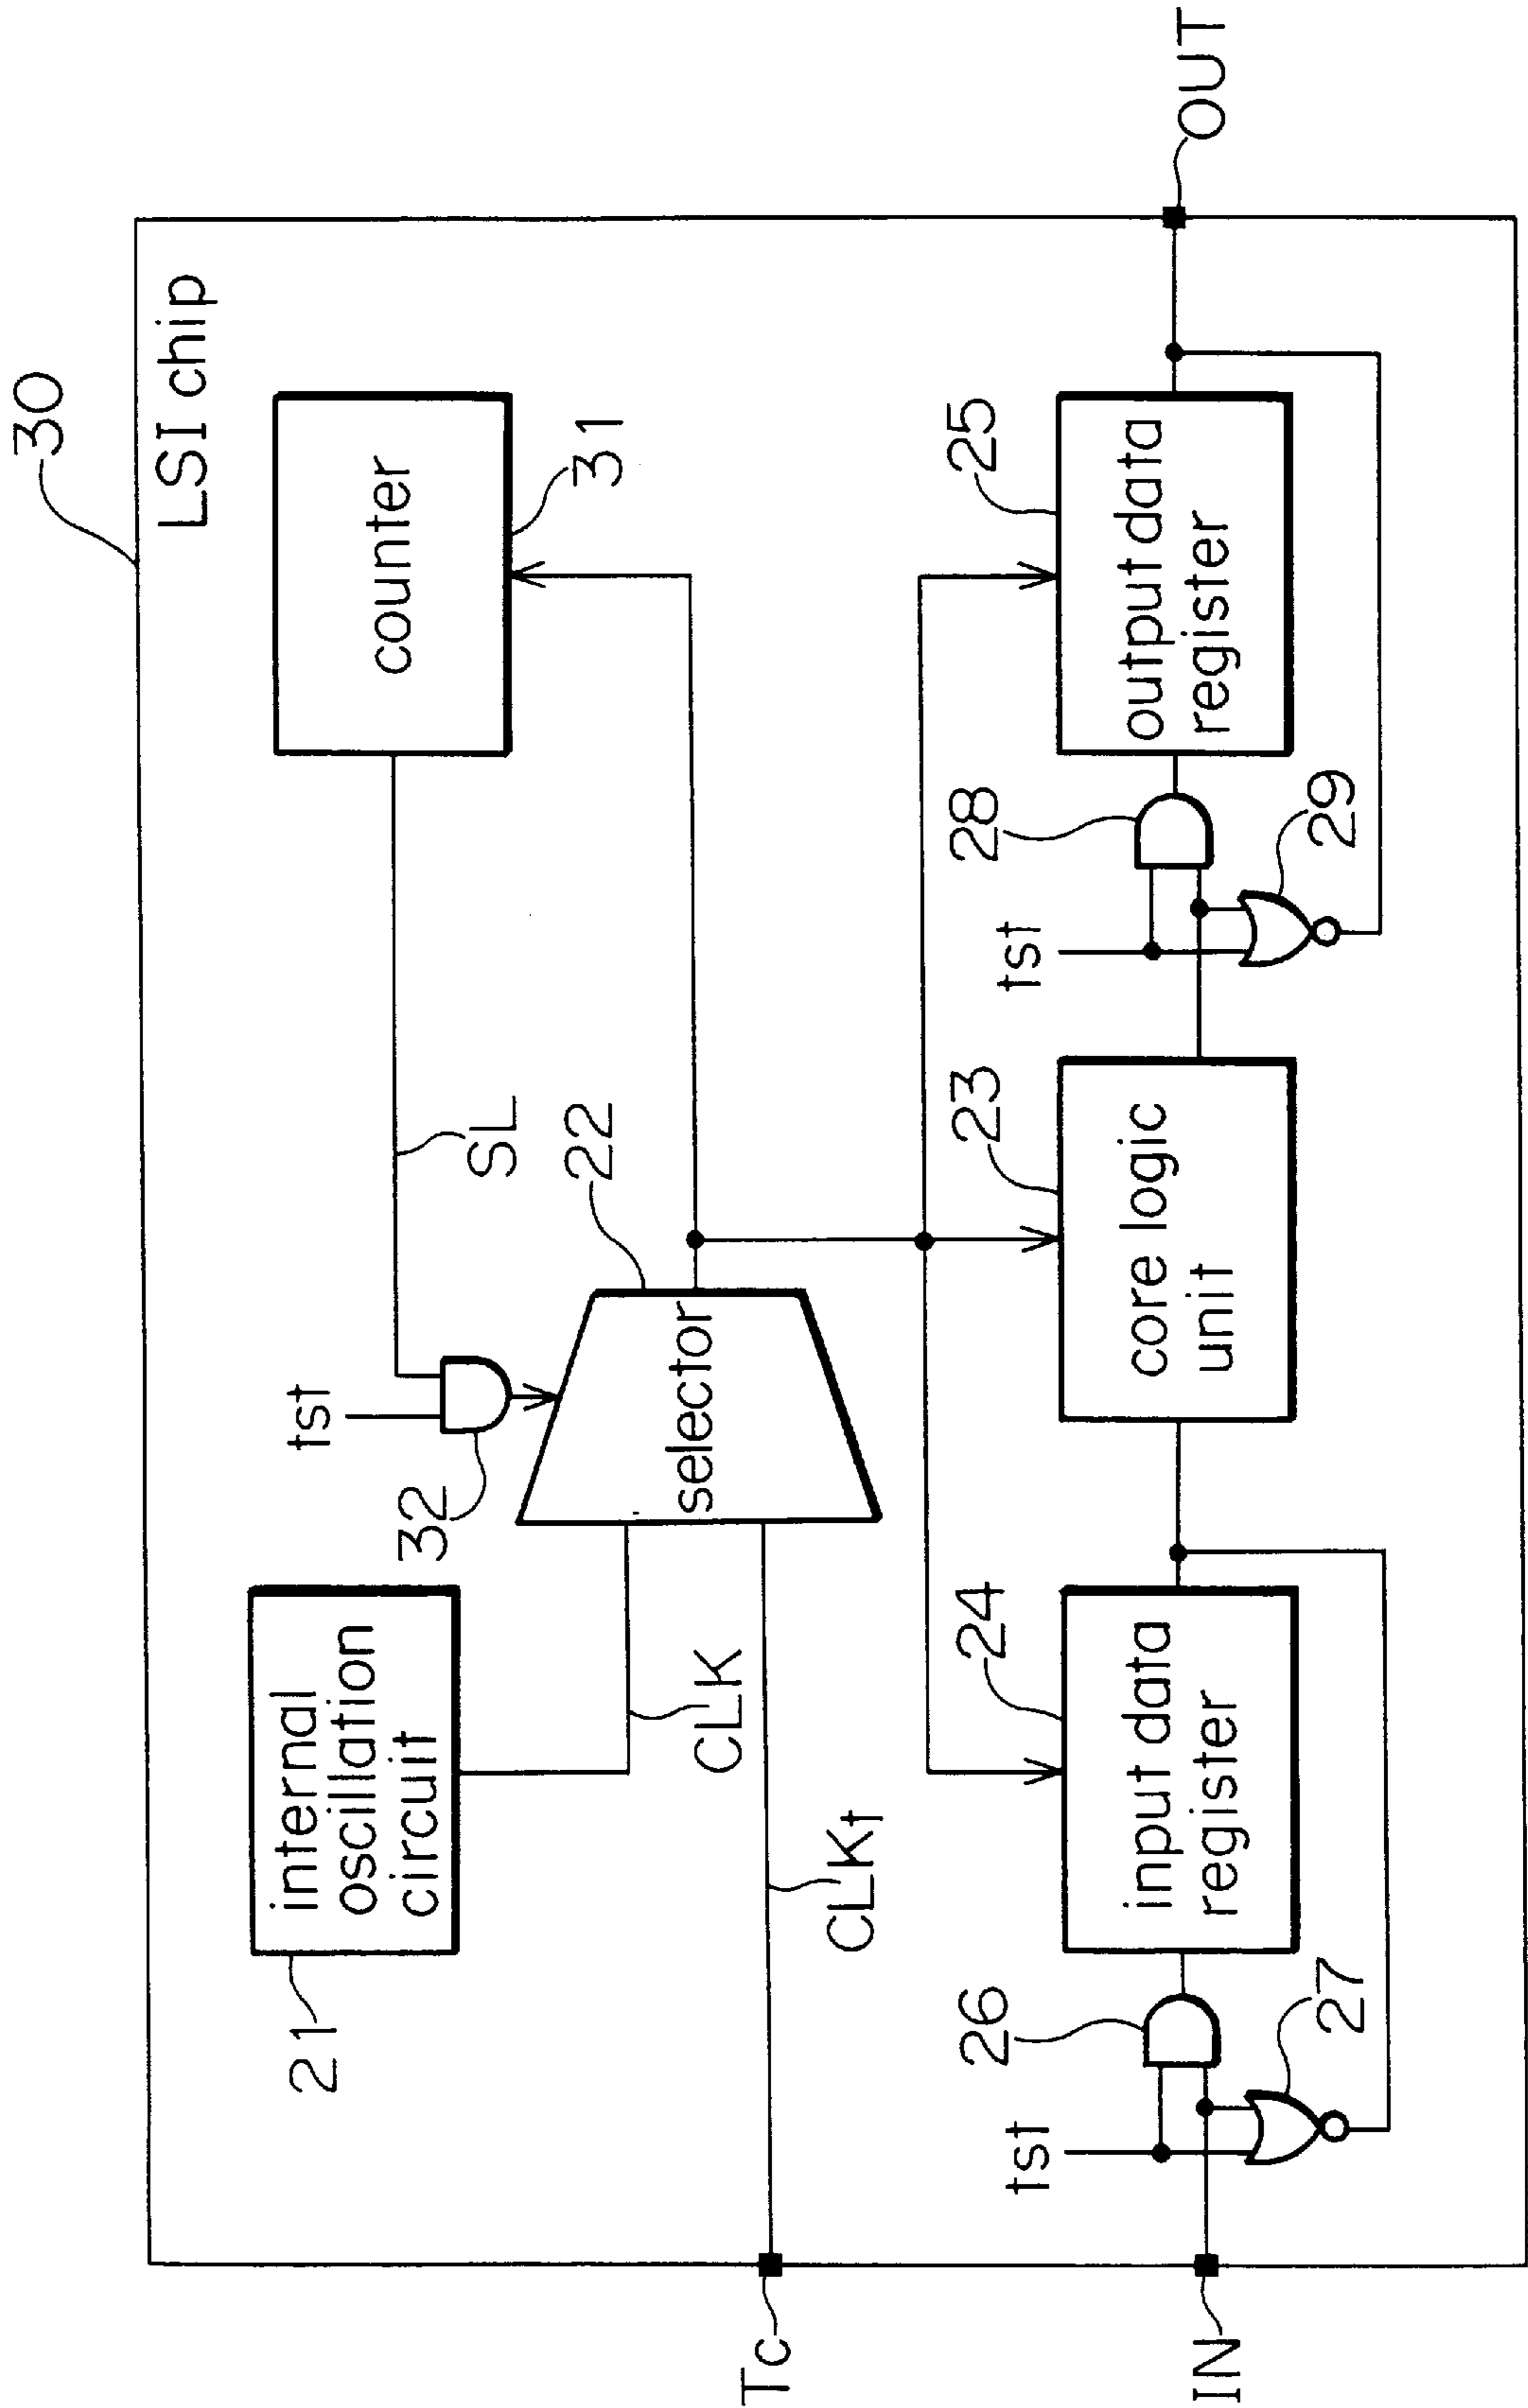 30
LSI chip
internal
oscillation
circuit
21
tst
32
SL
counter
31
22
selector
CLK
CLKt
Tc
24
input data
register
23
core logic
unit
25
output data
register
tst
26
27
tst
28
29
IN
OUT